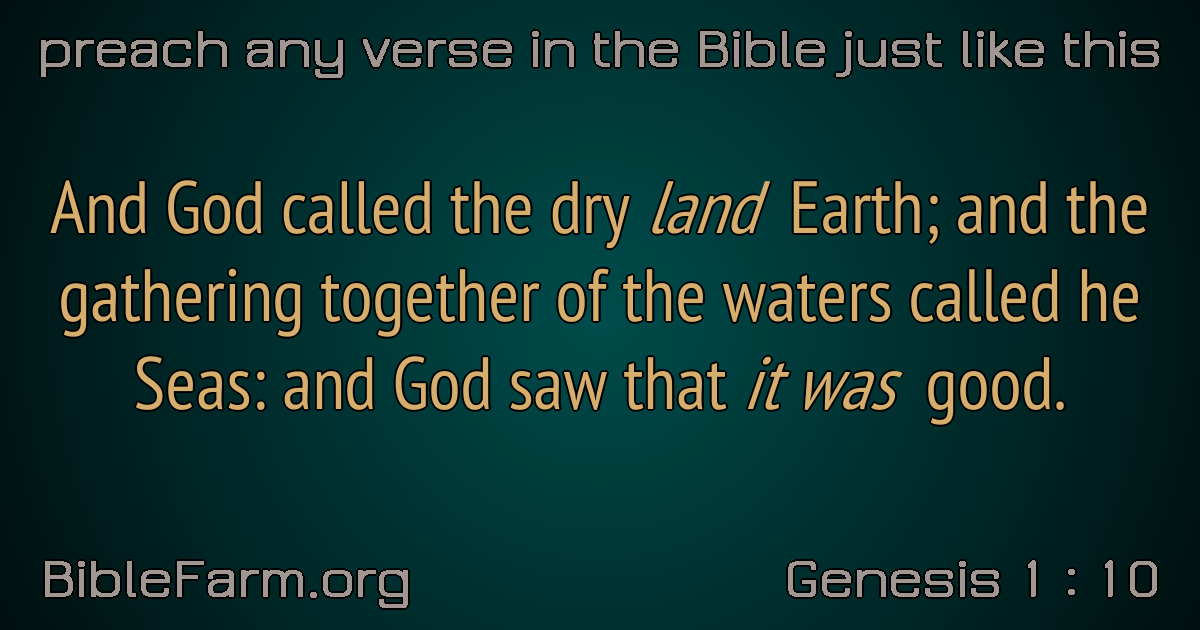 preach any verse in the Bible just like this
And God called the dry land Earth; and the
gathering together of the waters called he
Seas: and God saw that it was good.
BibleFarm.org
Genesis 1 : 10